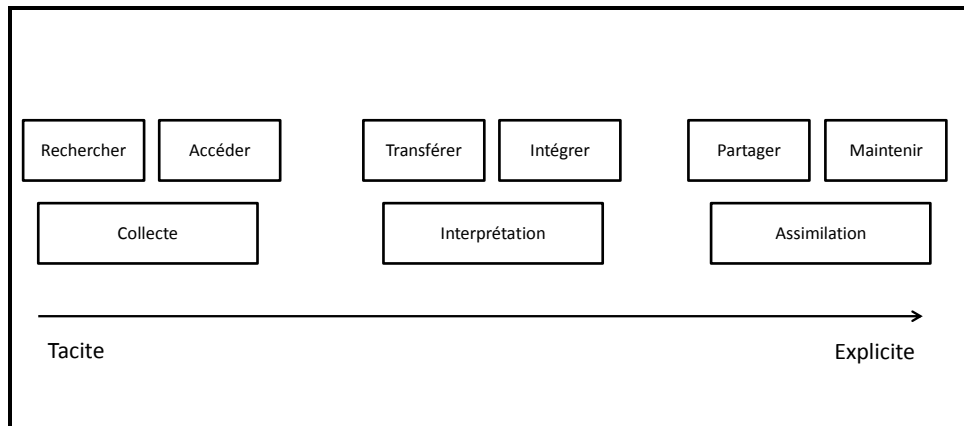 Rechercher Accéder Transférer Intégrer Partager Maintenir
Collecte Interprétation Assimilation
Tacite Explicite